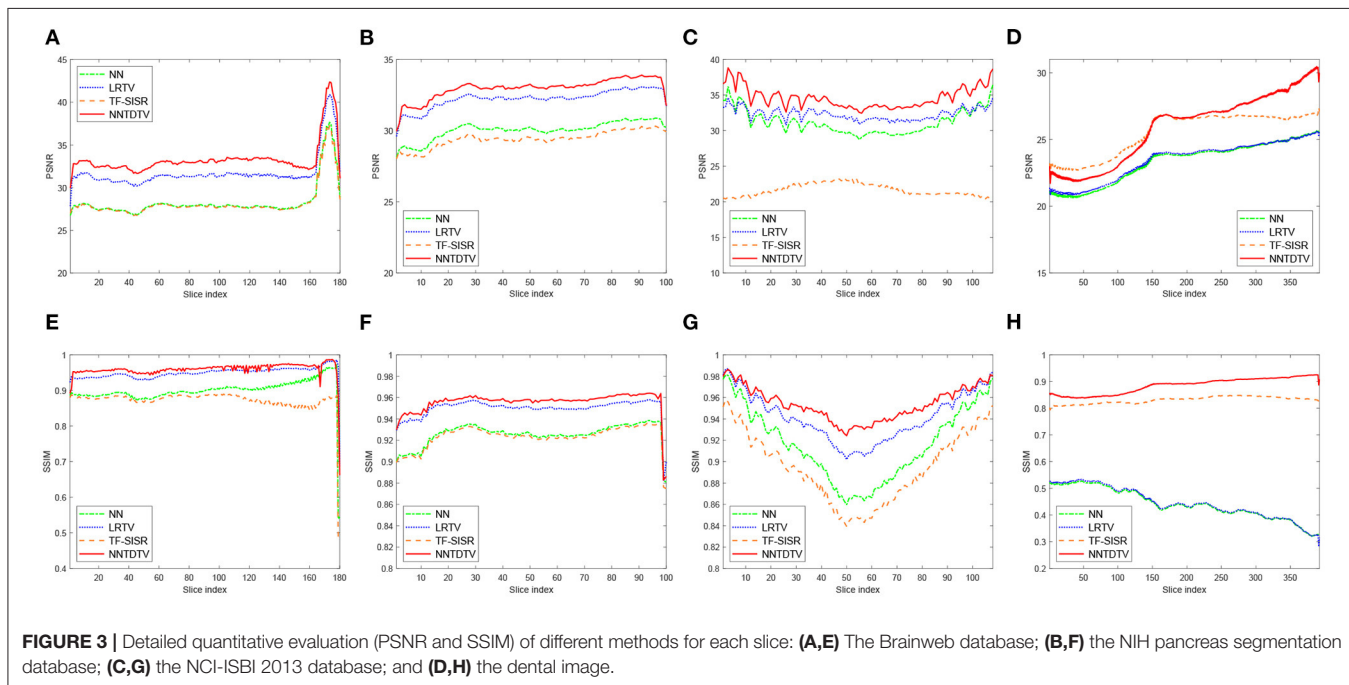 A
B
C
D
45
40
35
30
25
20
PSNR
NN
LRTV
TF-SISR
NNTDTV
20 40 60 80 100 120 140 160 180
Slice index
35
30
25
20
PSNR
NN
LRTV
TF-SISR
NNTDTV
10 20 30 40 50 60 70 80 90 100
Slice index
40
35
30
25
20
15
10
PSNR
NN
LRTV
TF-SISR
NNTDTV
10 20 30 40 50 60 70 80 90 100
Slice index
30
25
20
15
PSNR
NN
LRTV
TF-SISR
NNTDTV
50 100 150 200 250 300 350
Slice index
E
F
G
H
1
0.9
0.8
0.7
0.6
0.5
0.4
SSIM
NN
LRTV
TF-SISR
NNTDTV
20 40 60 80 100 120 140 160 180
Slice index
1
0.98
0.96
0.94
0.92
0.9
0.88
0.86
0.84
0.82
0.8
SSIM
NN
LRTV
TF-SISR
NNTDTV
10 20 30 40 50 60 70 80 90 100
Slice index
1
0.98
0.96
0.94
0.92
0.9
0.88
0.86
0.84
0.82
0.8
SSIM
NN
LRTV
TF-SISR
NNTDTV
10 20 30 40 50 60 70 80 90 100
Slice index
1
0.9
0.8
0.7
0.6
0.5
0.4
0.3
0.2
SSIM
NN
LRTV
TF-SISR
NNTDTV
50 100 150 200 250 300 350
Slice index
FIGURE 3 | Detailed quantitative evaluation (PSNR and SSIM) of different methods for each slice: (A,E) The Brainweb database; (B,F) the NIH pancreas segmentation
database; (C,G) the NCI-ISBI 2013 database; and (D,H) the dental image.